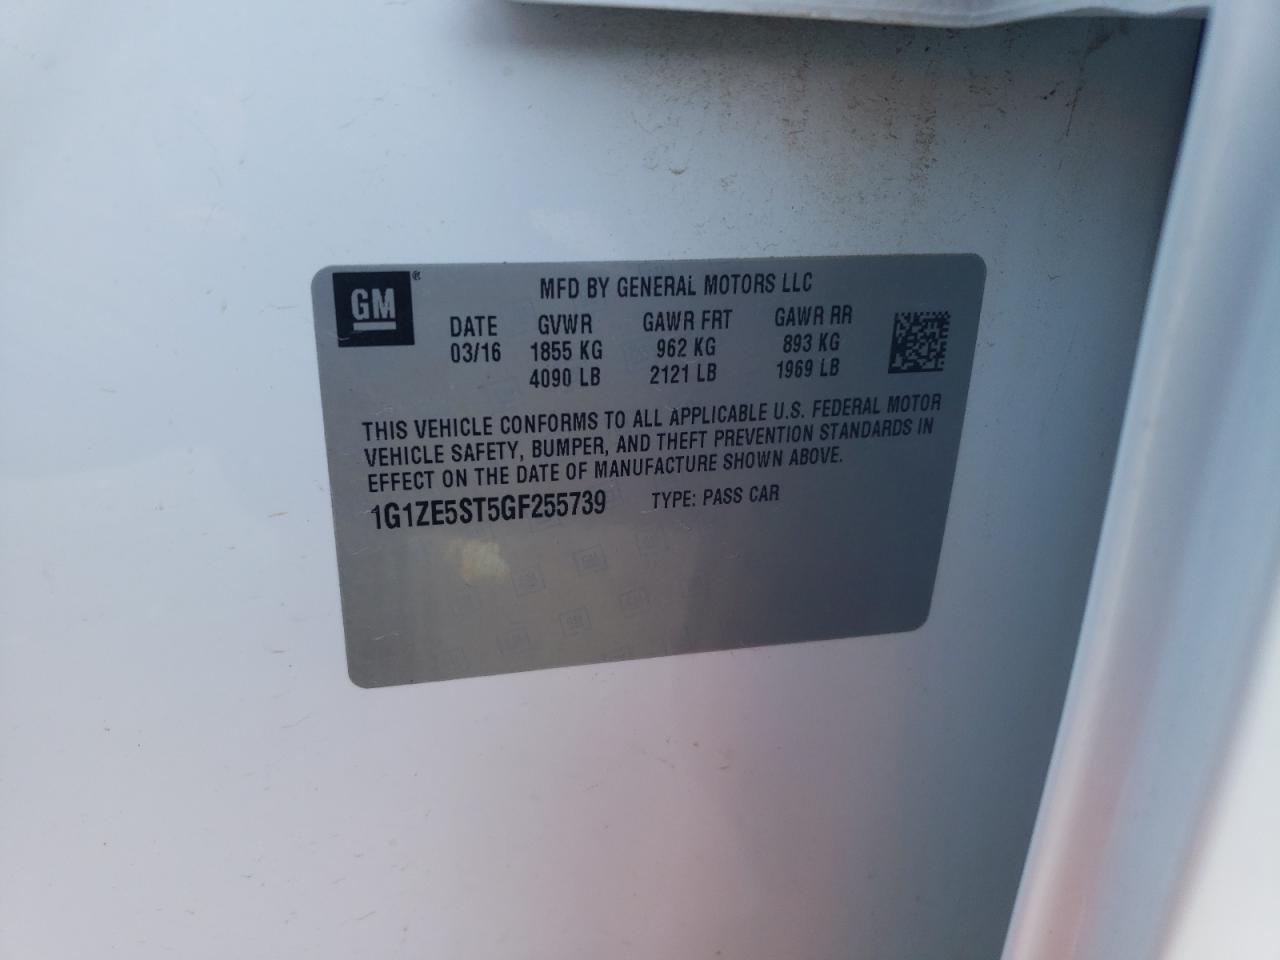 GM®
MFD BY GENERAL MOTORS LLC
DATE GVWR GAWR FRT GAWR RR
03/16 1855 KG 962 KG 893 KG
4090 LB 2121 LB 1969 LB
THIS VEHICLE CONFORMS TO ALL APPLICABLE U.S. FEDERAL MOTOR
VEHICLE SAFETY, BUMPER, AND THEFT PREVENTION STANDARDS IN
EFFECT ON THE DATE OF MANUFACTURE SHOWN ABOVE.
1G1ZE5ST5GF255739 TYPE: PASS CAR